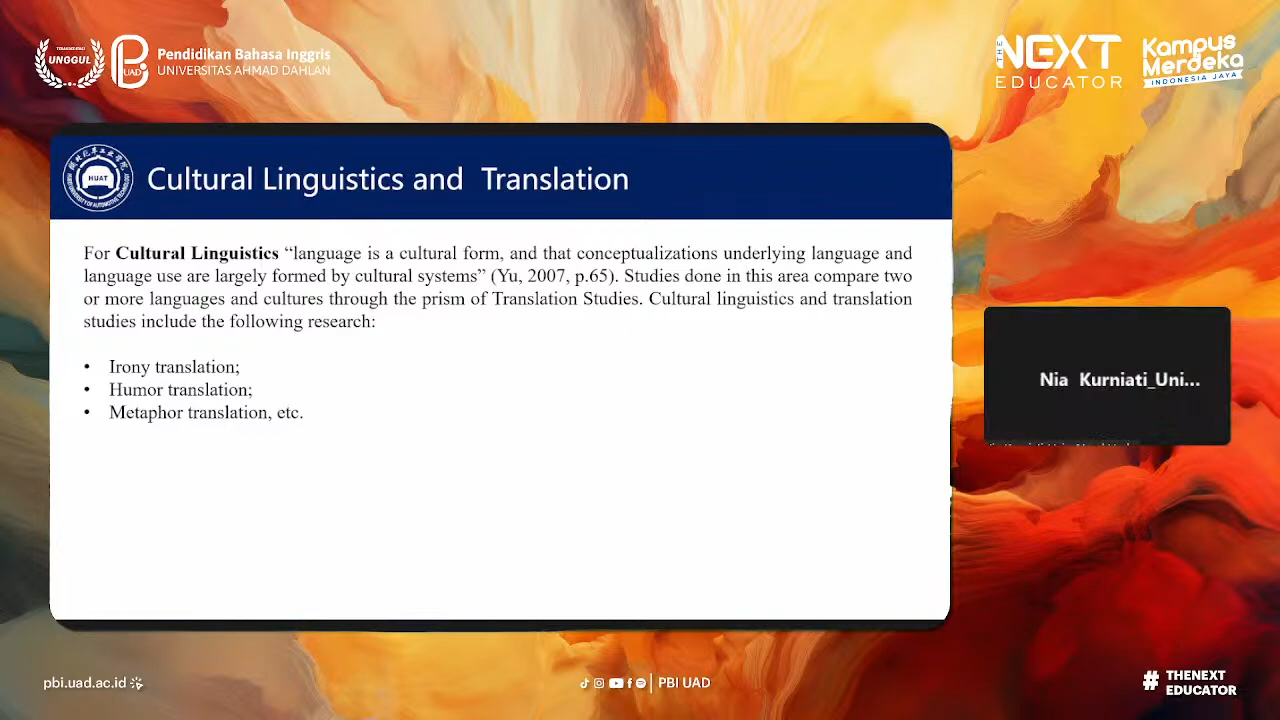 TERAKREDITASI
UNGGUL
UAD
Pendidikan Bahasa Inggris
UNIVERSITAS AHMAD DAHLAN
THE
NEXT
EDUCATOR
Kampus
Merdeka
INDONESIA JAYA
HUAT
Cultural Linguistics and Translation
For Cultural Linguistics “language is a cultural form, and that conceptualizations underlying language and
language use are largely formed by cultural systems” (Yu, 2007, p.65). Studies done in this area compare two
or more languages and cultures through the prism of Translation Studies. Cultural linguistics and translation
studies include the following research:
• Irony translation;
• Humor translation;
• Metaphor translation, etc.
Nia Kurniati_Uni...
pbi.uad.ac.id
PBI UAD
# THENEXT
EDUCATOR